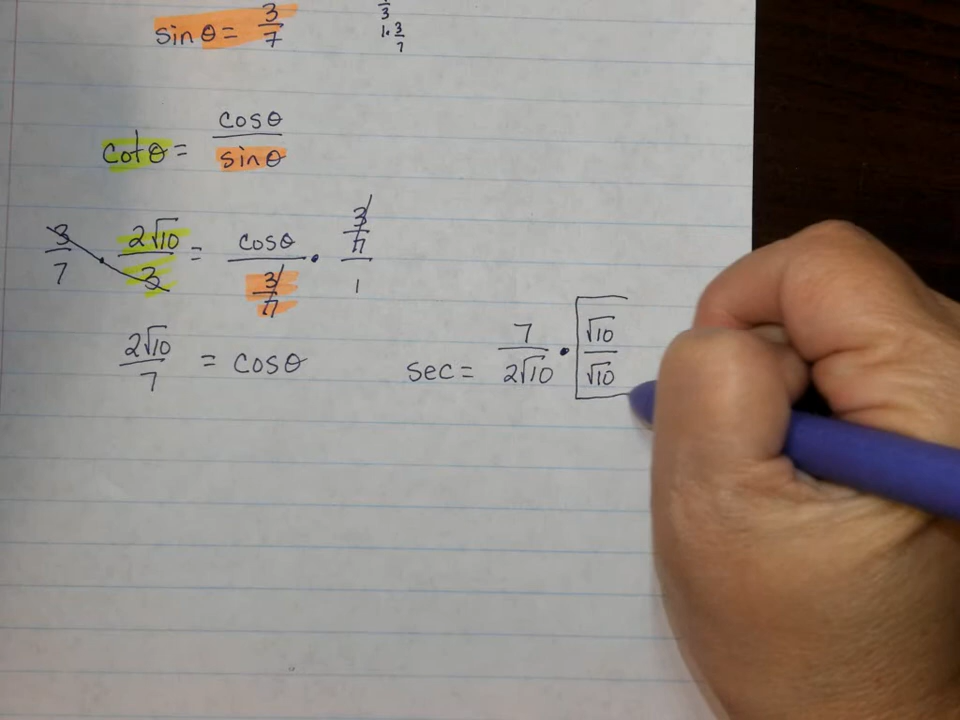 sinθ = 3/7
1/3
1·3/7
cotθ = cosθ/sinθ
3/7 · 2√10/3 = cosθ/(3/7) · (3/7)/1
2√10/7 = cosθ
sec = 7/2√10 · √10/√10